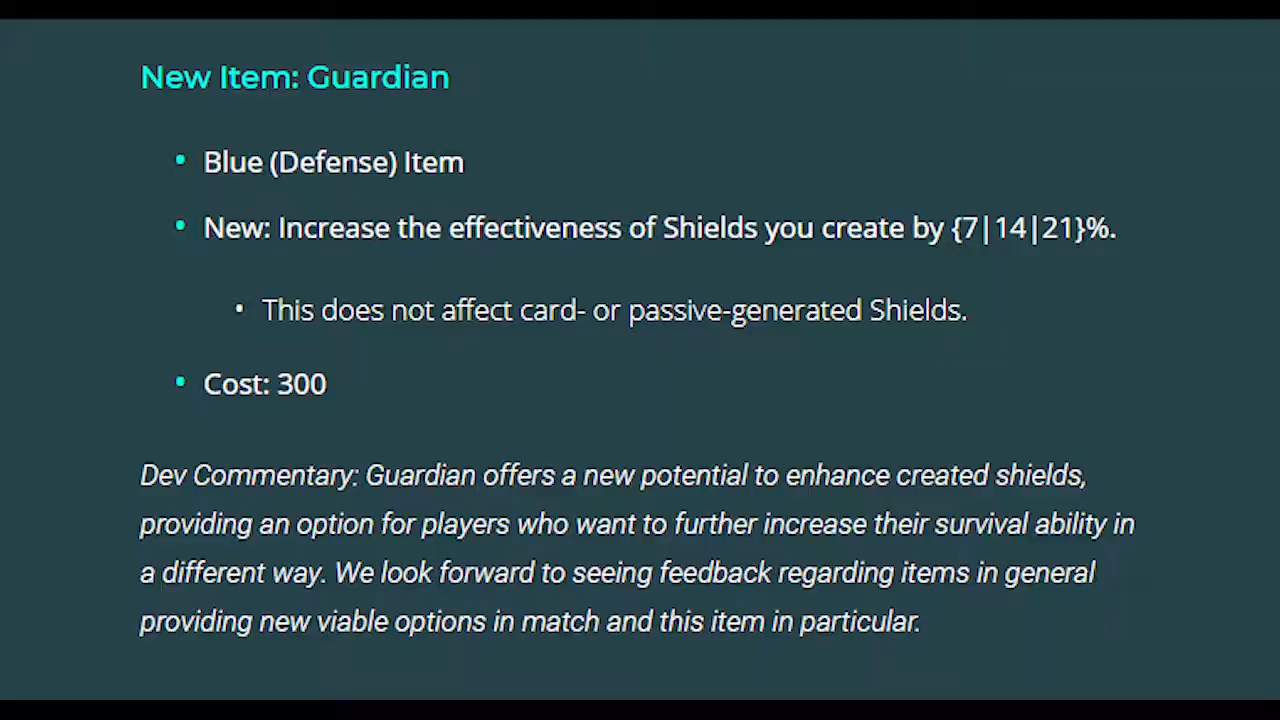 New Item: Guardian
• Blue (Defense) Item
• New: Increase the effectiveness of Shields you create by {7|14|21}%.
• This does not affect card- or passive-generated Shields.
• Cost: 300
Dev Commentary: Guardian offers a new potential to enhance created shields,
providing an option for players who want to further increase their survival ability in
a different way. We look forward to seeing feedback regarding items in general
providing new viable options in match and this item in particular.